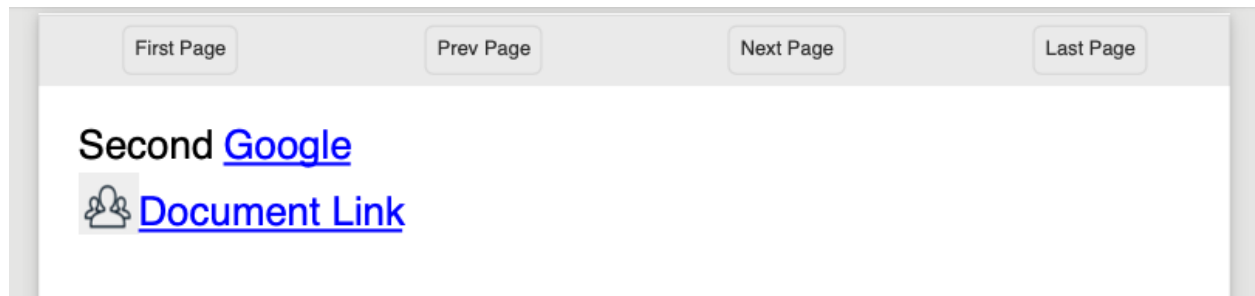 First Page Prev Page Next Page Last Page
Second Google
Document Link